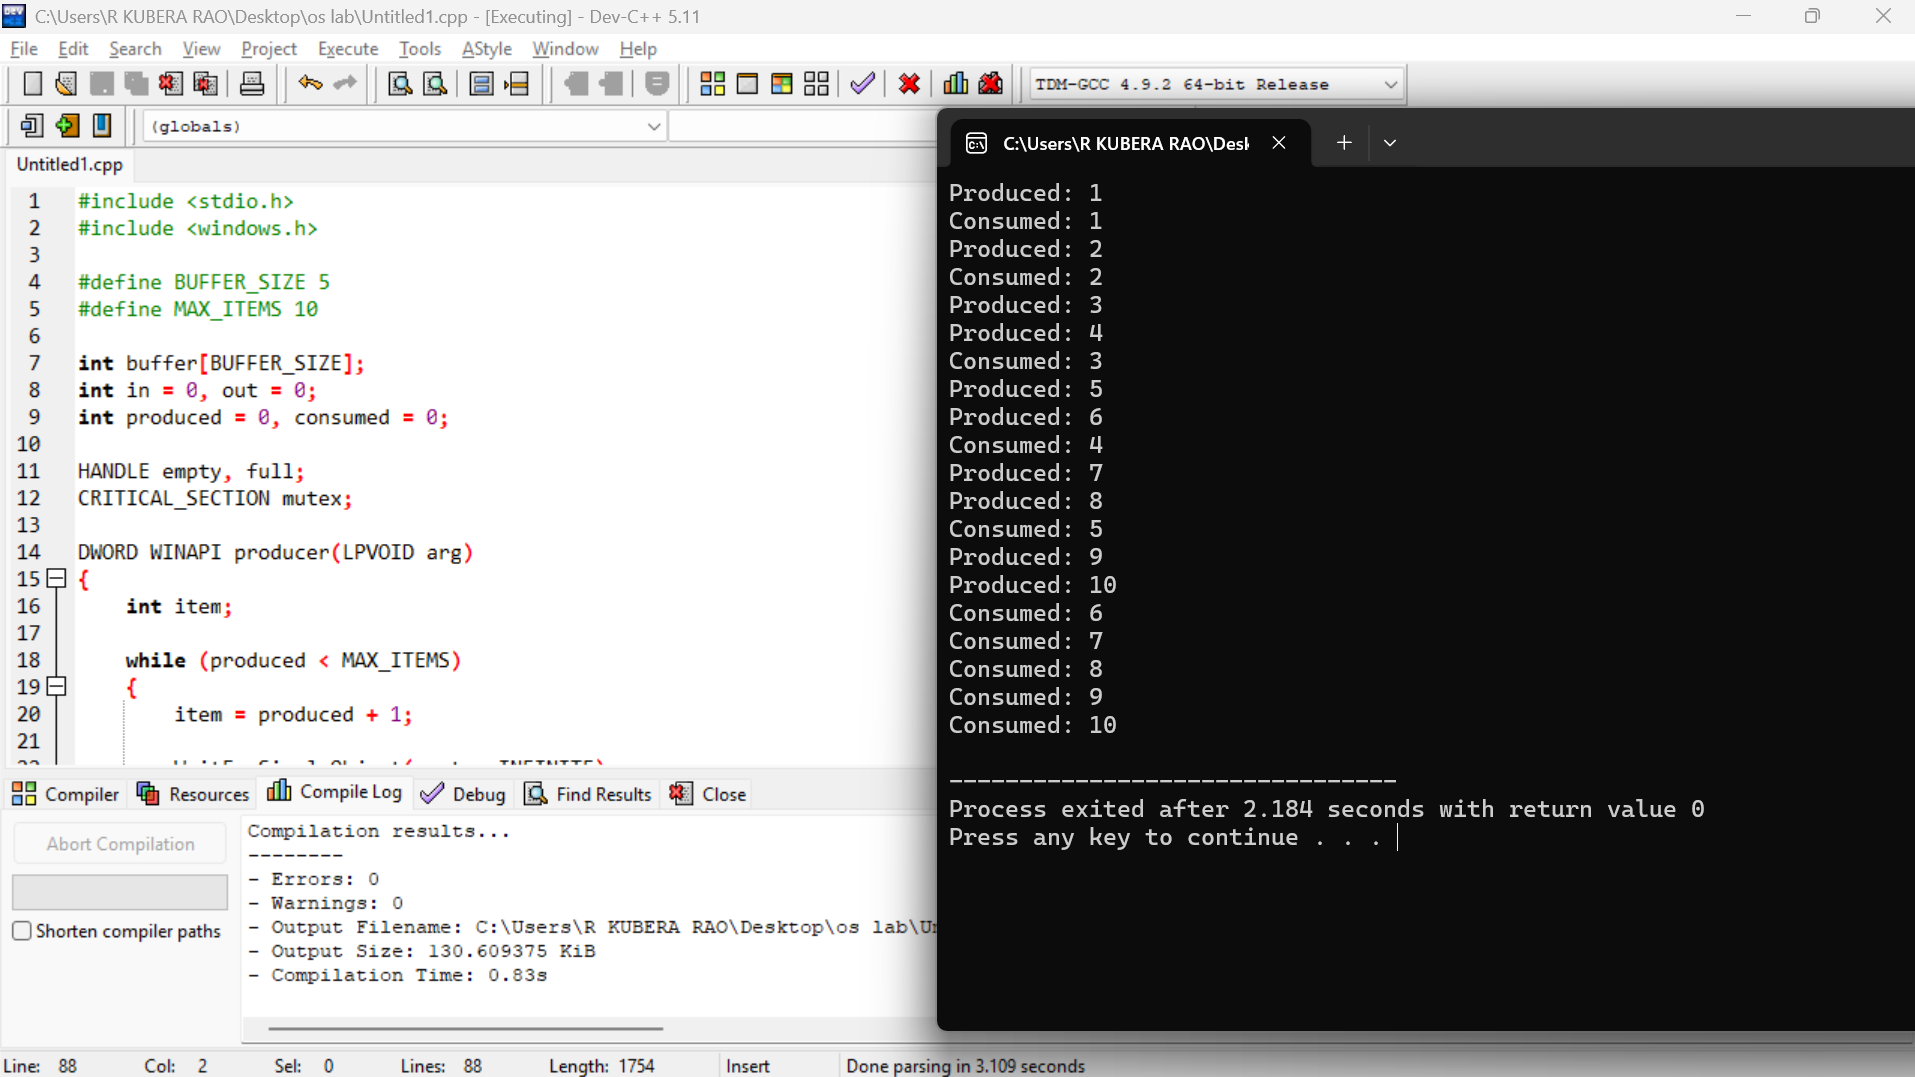 C:\Users\R KUBERA RAO\Desktop\os lab\Untitled1.cpp - [Executing] - Dev-C++ 5.11
File Edit Search View Project Execute Tools AStyle Window Help
TDM-GCC 4.9.2 64-bit Release
(globals)
Untitled1.cpp
1 #include <stdio.h>
2 #include <windows.h>
3
4 #define BUFFER_SIZE 5
5 #define MAX_ITEMS 10
6
7 int buffer[BUFFER_SIZE];
8 int in = 0, out = 0;
9 int produced = 0, consumed = 0;
10
11 HANDLE empty, full;
12 CRITICAL_SECTION mutex;
13
14 DWORD WINAPI producer(LPVOID arg)
15 {
16 int item;
17
18 while (produced < MAX_ITEMS)
19 {
20 item = produced + 1;
21
C:\Users\R KUBERA RAO\Desk
Produced: 1
Consumed: 1
Produced: 2
Consumed: 2
Produced: 3
Produced: 4
Consumed: 3
Produced: 5
Produced: 6
Consumed: 4
Produced: 7
Produced: 8
Consumed: 5
Produced: 9
Produced: 10
Consumed: 6
Consumed: 7
Consumed: 8
Consumed: 9
Consumed: 10
--------------------------------
Process exited after 2.184 seconds with return value 0
Press any key to continue . . .
Compiler Resources Compile Log Debug Find Results Close
Abort Compilation
Shorten compiler paths
Compilation results...
--------
- Errors: 0
- Warnings: 0
- Output Filename: C:\Users\R KUBERA RAO\Desktop\os lab\Un
- Output Size: 130.609375 KiB
- Compilation Time: 0.83s
Line: 88 Col: 2 Sel: 0 Lines: 88 Length: 1754 Insert Done parsing in 3.109 seconds